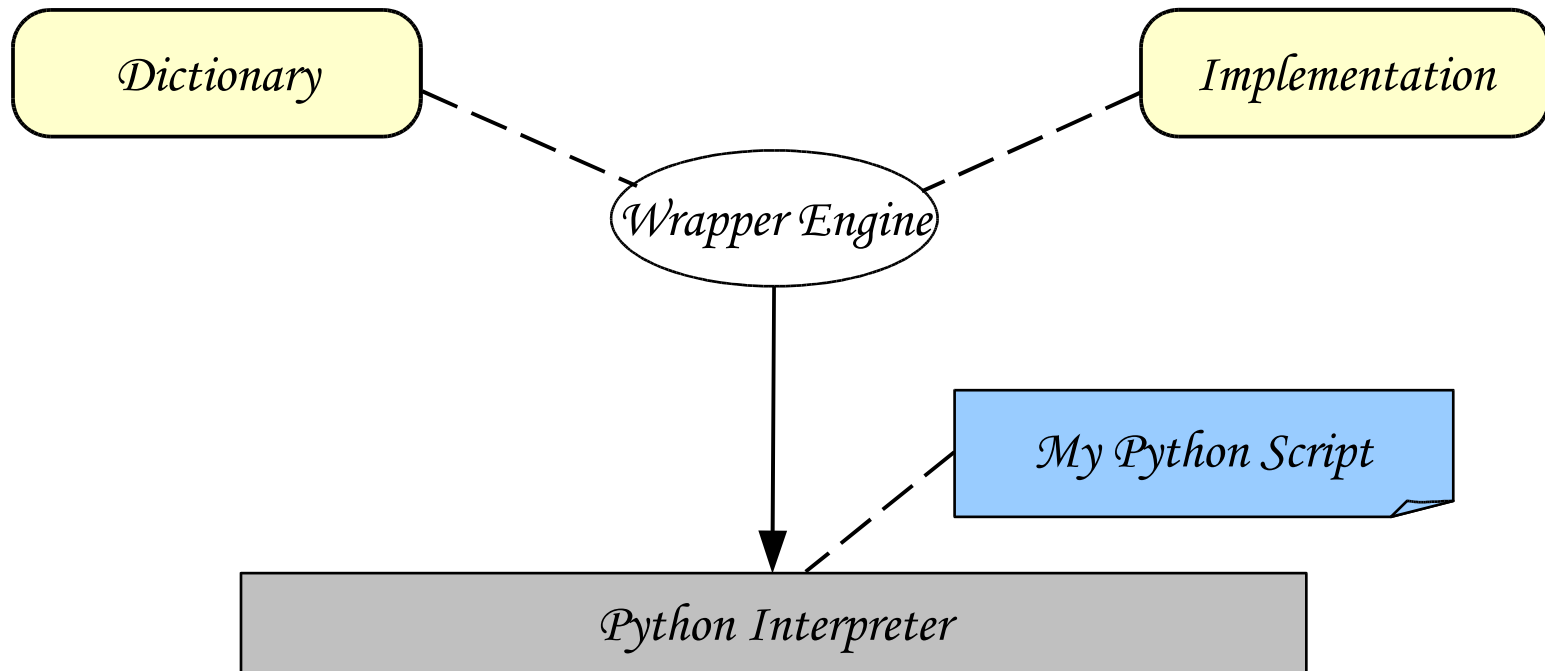 Dictionary
Implementation
Wrapper Engine
My Python Script
Python Interpreter